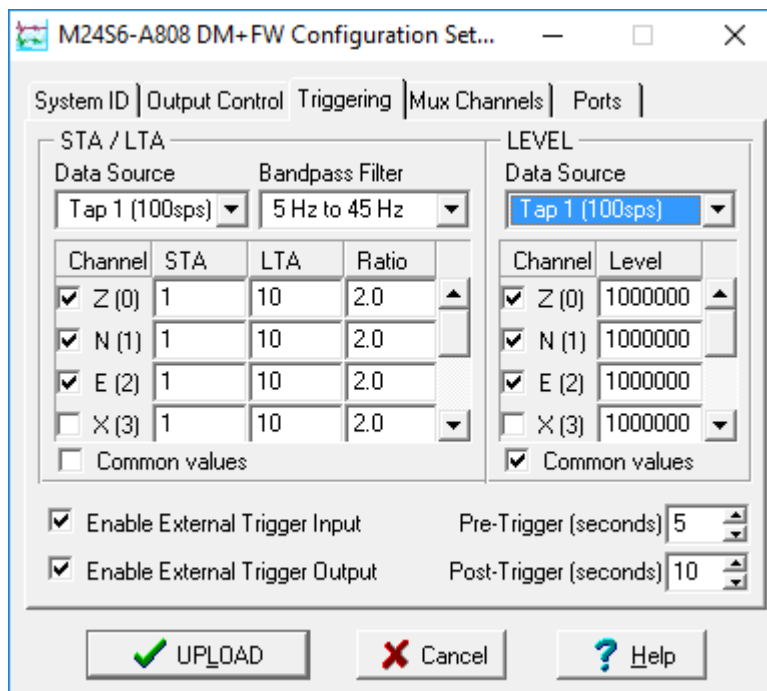 M24S6-A808 DM+FW Configuration Set...
System ID Output Control Triggering Mux Channels Ports
STA / LTA
Data Source Bandpass Filter
Tap 1 (100sps) 5 Hz to 45 Hz
Channel STA LTA Ratio
Z (0) 1 10 2.0
N (1) 1 10 2.0
E (2) 1 10 2.0
X (3) 1 10 2.0
Common values
LEVEL
Data Source
Tap 1 (100sps)
Channel Level
Z (0) 1000000
N (1) 1000000
E (2) 1000000
X (3) 1000000
Common values
Enable External Trigger Input Pre-Trigger (seconds) 5
Enable External Trigger Output Post-Trigger (seconds) 10
UPLOAD Cancel ? Help